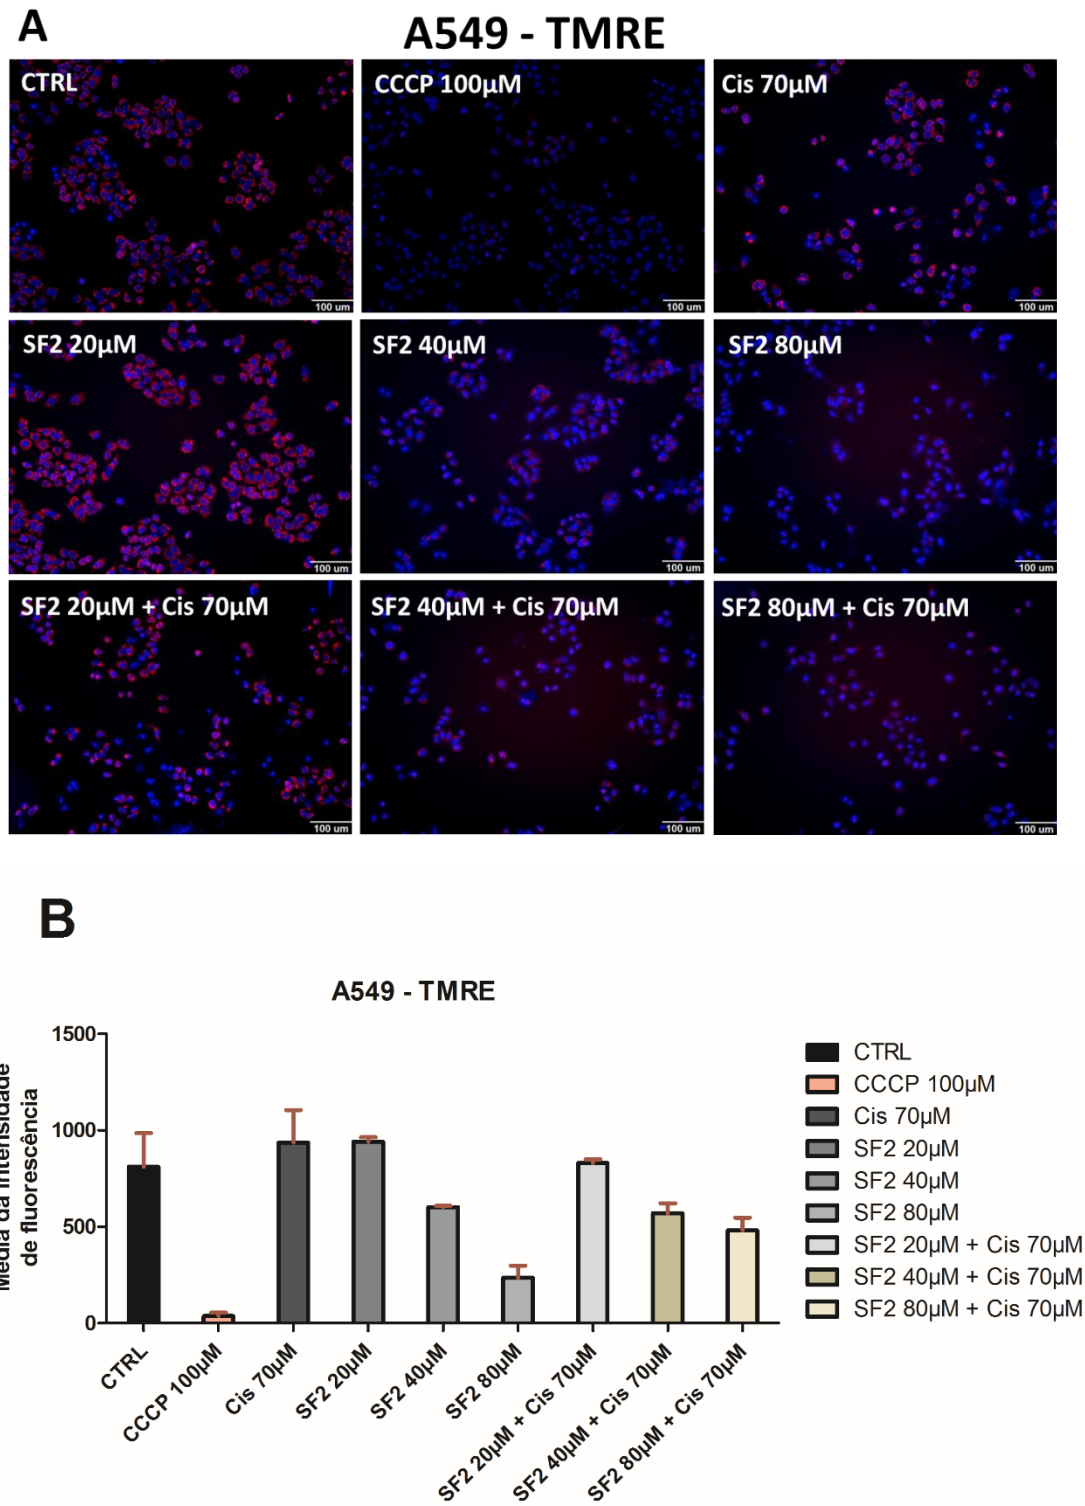 A
A549 - TMRE
CTRL
CCCP 100µM
Cis 70µM
100 um
100 um
100 um
SF2 20µM
SF2 40µM
SF2 80µM
100 um
100 um
100 um
SF2 20µM + Cis 70µM
SF2 40µM + Cis 70µM
SF2 80µM + Cis 70µM
100 um
100 um
100 um
B
A549 - TMRE
Média da intensidade
de fluorescência
1500
1000
500
0
CTRL
CCCP 100µM
Cis 70µM
SF2 20µM
SF2 40µM
SF2 80µM
SF2 20µM + Cis 70µM
SF2 40µM + Cis 70µM
SF2 80µM + Cis 70µM
CTRL
CCCP 100µM
Cis 70µM
SF2 20µM
SF2 40µM
SF2 80µM
SF2 20µM + Cis 70µM
SF2 40µM + Cis 70µM
SF2 80µM + Cis 70µM